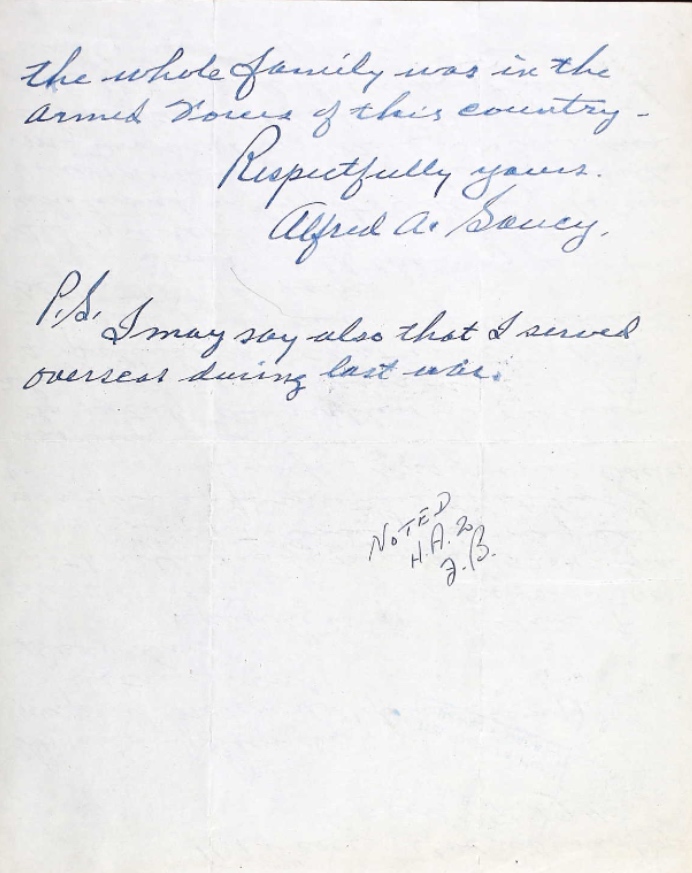 the whole family was in the
armed Forces of this country -
Respectfully yours.
Alfred A. Soucy.
P.S. I may say also that I served
overseas during last war.
NOTED
H.A.
J.B.